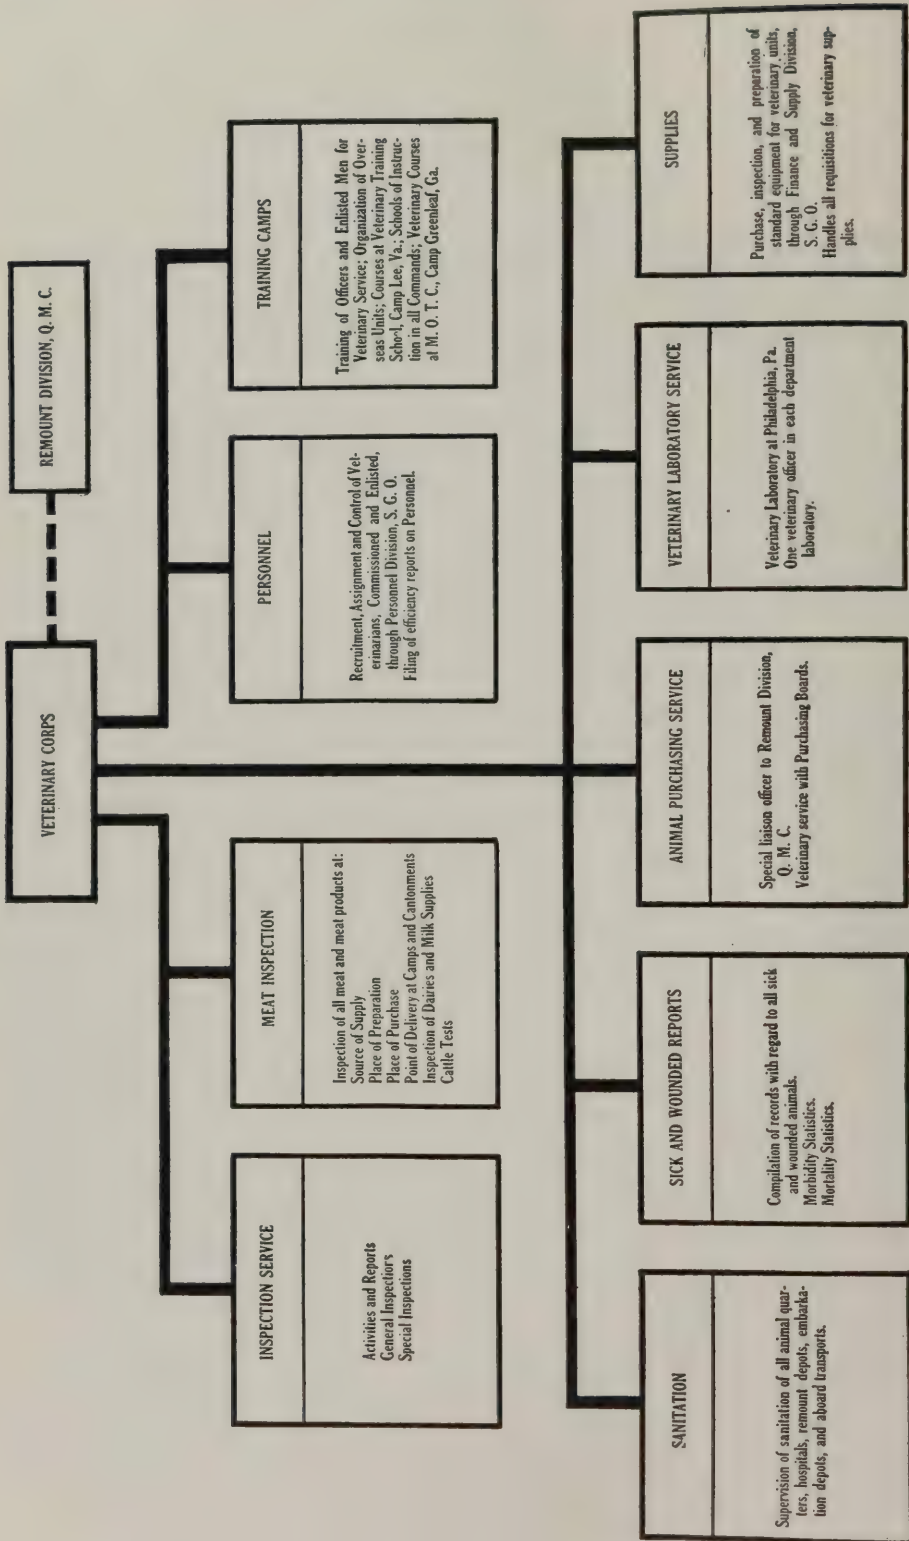 VETERINARY CORPS
REMOUNT DIVISION, Q. M. C.
INSPECTION SERVICE
Activities and Reports
General Inspections
Special Inspections
MEAT INSPECTION
Inspection of all meat and meat products at:
Source of Supply
Place of Preparation
Place of Purchase
Point of Delivery at Camps and Cantonments
Inspection of Dairies and Milk Supplies
Cattle Tests
PERSONNEL
Recruitment, Assignment and Control of Vet-
erinarians, Commissioned and Enlisted,
through Personnel Division, S. G. O.
Filing of efficiency reports on Personnel.
TRAINING CAMPS
Training of Officers and Enlisted Men for
Veterinary Service; Organization of Over-
seas Units; Courses at Veterinary Training
School, Camp Lee, Va.; Schools of Instruc-
tion in all Commands; Veterinary Courses
at M. O. T. C., Camp Greenleaf, Ga.
SANITATION
Supervision of sanitation of all animal quar-
ters, hospitals, remount depots, embarka-
tion depots, and aboard transports.
SICK AND WOUNDED REPORTS
Compilation of records with regard to all sick
and wounded animals.
Morbidity Statistics.
Mortality Statistics.
ANIMAL PURCHASING SERVICE
Special liaison officer to Remount Division,
Q. M. C.
Veterinary service with Purchasing Boards.
VETERINARY LABORATORY SERVICE
Veterinary Laboratory at Philadelphia, Pa.
One veterinary officer in each department
laboratory.
SUPPLIES
Purchase, inspection, and preparation of
standard equipment for veterinary units,
through Finance and Supply Division,
S. G. O.
Handles all requisitions for veterinary sup-
plies.